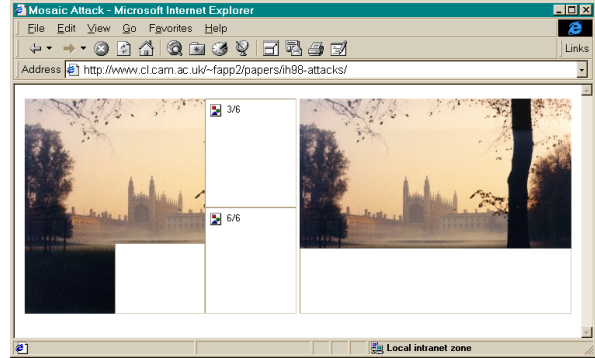 Mosaic Attack - Microsoft Internet Explorer
File Edit View Go Favorites Help
Links
Address http://www.cl.cam.ac.uk/~fapp2/papers/ih98-attacks/
3/6
6/6
Local intranet zone